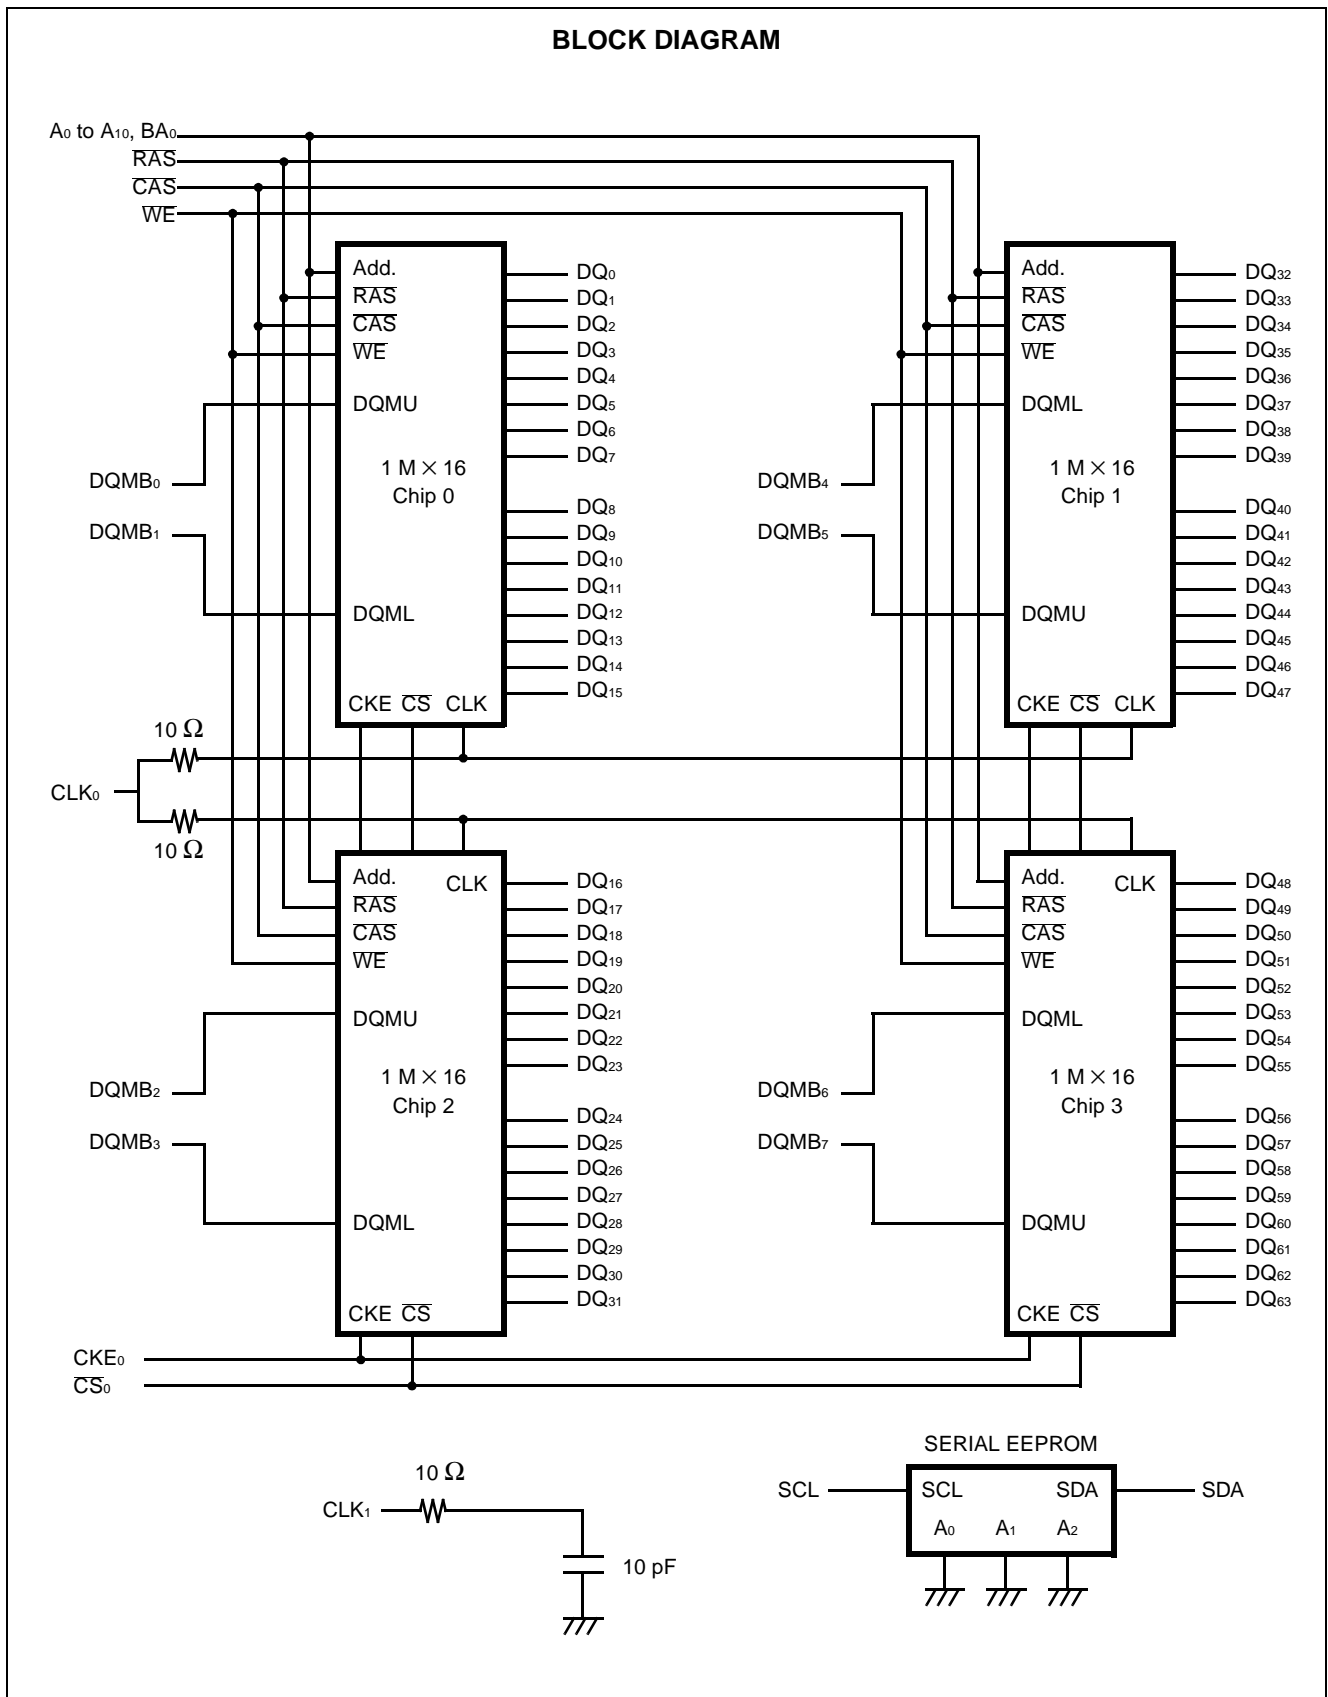 BLOCK DIAGRAM
A0 to A10, BA0
RAS
CAS
WE
Add.
RAS
CAS
WE
DQMU
1 M × 16
Chip 0
DQML
CKE CS CLK
DQMB0
DQMB1
DQ0
DQ1
DQ2
DQ3
DQ4
DQ5
DQ6
DQ7
DQ8
DQ9
DQ10
DQ11
DQ12
DQ13
DQ14
DQ15
Add.
RAS
CAS
WE
DQML
1 M × 16
Chip 1
DQMU
CKE CS CLK
DQMB4
DQMB5
DQ32
DQ33
DQ34
DQ35
DQ36
DQ37
DQ38
DQ39
DQ40
DQ41
DQ42
DQ43
DQ44
DQ45
DQ46
DQ47
10 Ω
CLK0
10 Ω
Add. CLK
RAS
CAS
WE
DQMU
1 M × 16
Chip 2
DQML
CKE CS
DQMB2
DQMB3
DQ16
DQ17
DQ18
DQ19
DQ20
DQ21
DQ22
DQ23
DQ24
DQ25
DQ26
DQ27
DQ28
DQ29
DQ30
DQ31
Add. CLK
RAS
CAS
WE
DQML
1 M × 16
Chip 3
DQMU
CKE CS
DQMB6
DQMB7
DQ48
DQ49
DQ50
DQ51
DQ52
DQ53
DQ54
DQ55
DQ56
DQ57
DQ58
DQ59
DQ60
DQ61
DQ62
DQ63
CKE0
CS0
10 Ω
CLK1
10 pF
SERIAL EEPROM
SCL SCL SDA SDA
A0 A1 A2